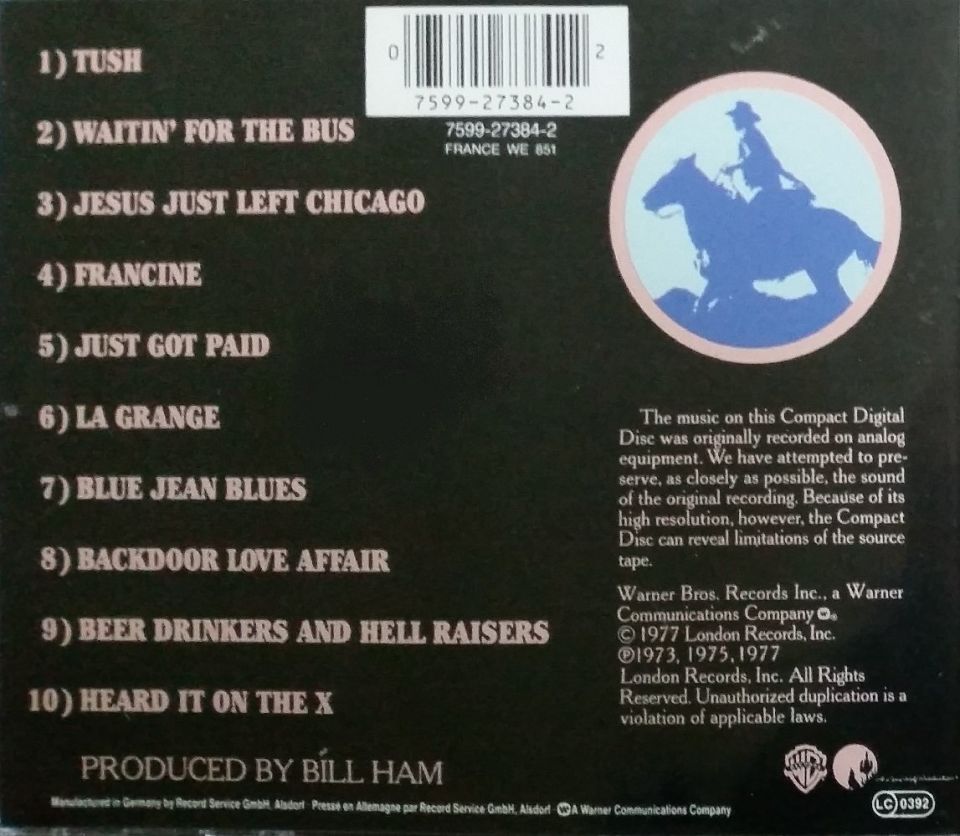 1) TUSH
2) WAITIN' FOR THE BUS
3) JESUS JUST LEFT CHICAGO
4) FRANCINE
5) JUST GOT PAID
6) LA GRANGE
7) BLUE JEAN BLUES
8) BACKDOOR LOVE AFFAIR
9) BEER DRINKERS AND HELL RAISERS
10) HEARD IT ON THE X
PRODUCED BY BILL HAM
Manufactured in Germany by Record Service GmbH, Alsdorf · Pressé en Allemagne par Record Service GmbH, Alsdorf · A Warner Communications Company
0 2
7599-27384-2
7599-27384-2
FRANCE WE 851
The music on this Compact Digital
Disc was originally recorded on analog
equipment. We have attempted to pre-
serve, as closely as possible, the sound
of the original recording. Because of its
high resolution, however, the Compact
Disc can reveal limitations of the source
tape.
Warner Bros. Records Inc., a Warner
Communications Company
© 1977 London Records, Inc.
℗1973, 1975, 1977
London Records, Inc. All Rights
Reserved. Unauthorized duplication is a
violation of applicable laws.
LC 0392